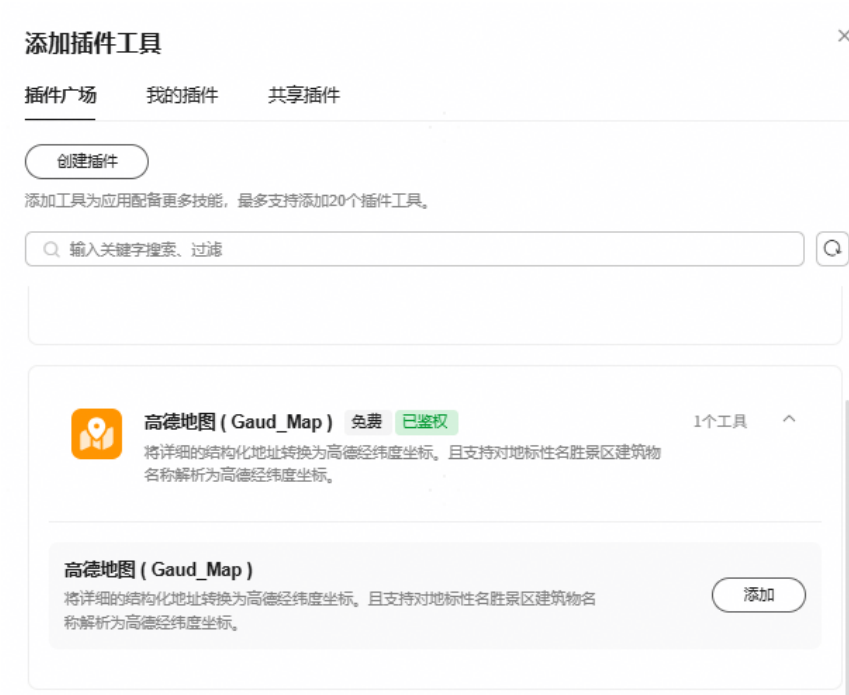 添加插件工具
插件广场 我的插件 共享插件
创建插件
添加工具为应用配备更多技能，最多支持添加20个插件工具。
输入关键字搜索、过滤
高德地图 ( Gaud_Map ) 免费 已鉴权 1个工具
将详细的结构化地址转换为高德经纬度坐标。且支持对地标性名胜景区建筑物
名称解析为高德经纬度坐标。
高德地图 ( Gaud_Map )
将详细的结构化地址转换为高德经纬度坐标。且支持对地标性名胜景区建筑物名
称解析为高德经纬度坐标。
添加